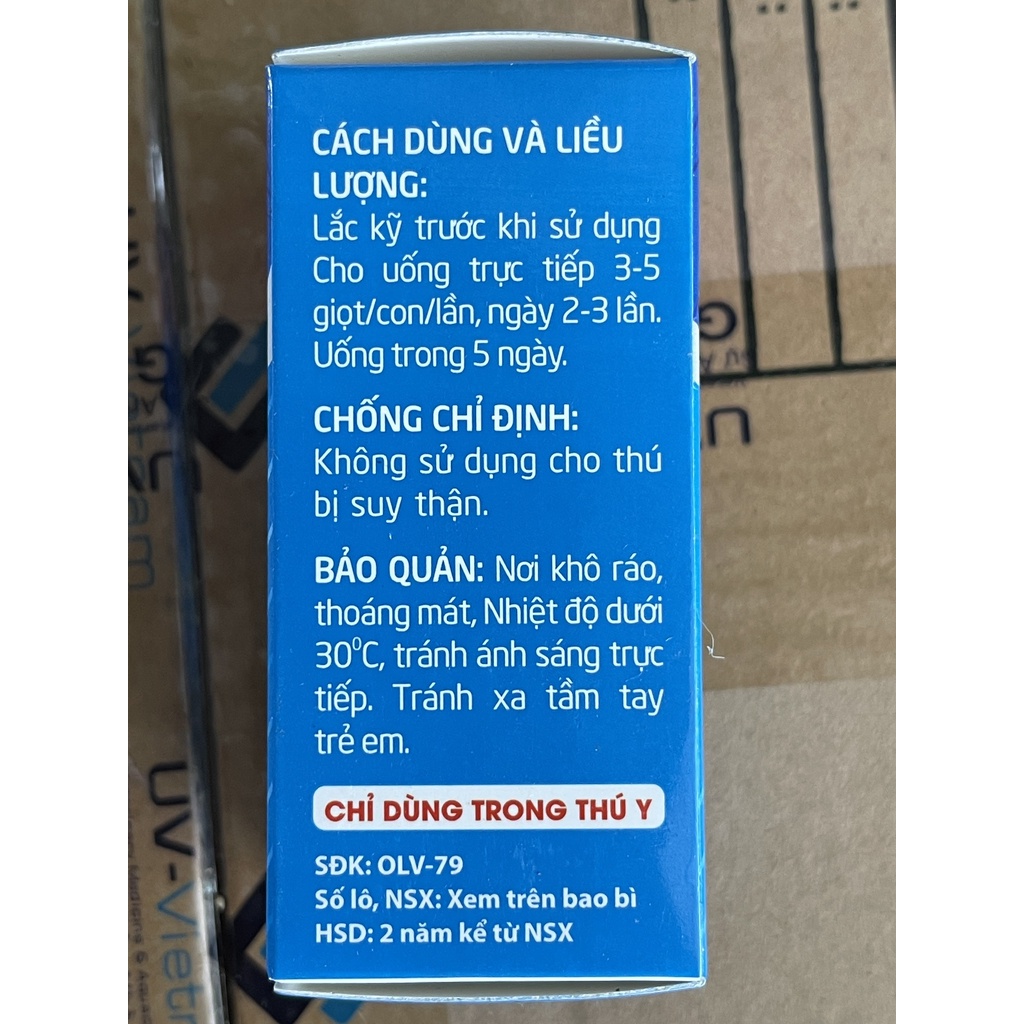 CÁCH DÙNG VÀ LIỀU
LƯỢNG:
Lắc kỹ trước khi sử dụng
Cho uống trực tiếp 3-5
giọt/con/lần, ngày 2-3 lần.
Uống trong 5 ngày.
CHỐNG CHỈ ĐỊNH:
Không sử dụng cho thú
bị suy thận.
BẢO QUẢN: Nơi khô ráo,
thoáng mát, Nhiệt độ dưới
30⁰C, tránh ánh sáng trực
tiếp. Tránh xa tầm tay
trẻ em.
CHỈ DÙNG TRONG THÚ Y
SĐK: OLV-79
Số lô, NSX: Xem trên bao bì
HSD: 2 năm kể từ NSX
UV-Vietr